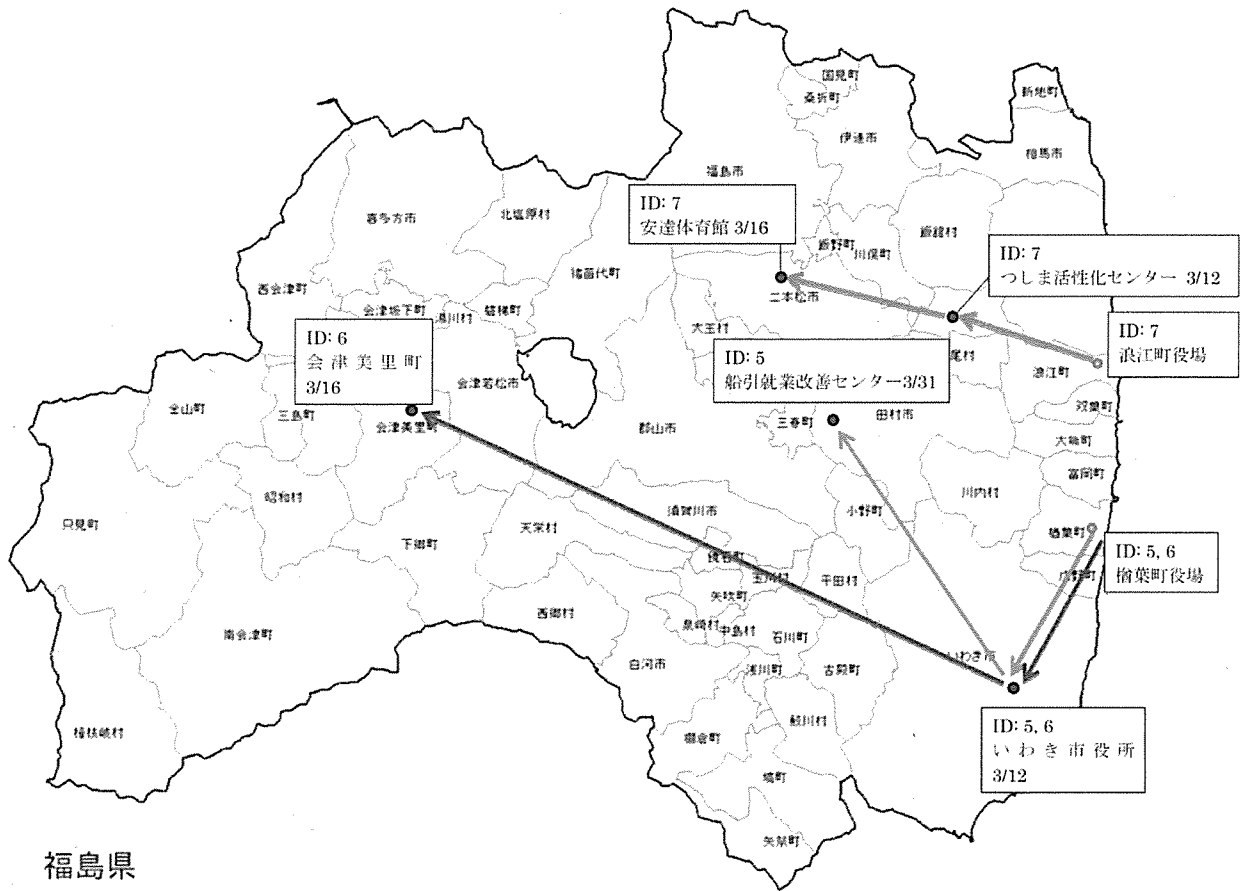 国見町
桑折町
新地町
伊達市
相馬市
福島市
ID: 7
安達体育館 3/16
喜多方市
北塩原村
飯野町
川俣町
飯舘村
ID: 7
つしま活性化センター 3/12
猪苗代町
西会津町
二本松市
会津坂下町
湯川村
磐梯町
大玉村
ID: 7
浪江町役場
ID: 6
会津美里町
3/16
ID: 5
船引就業改善センター3/31
尾村
浪江町
会津若松市
双葉町
金山町
三島町
会津美里町
郡山市
三春町
田村市
大熊町
富岡町
昭和村
川内村
只見町
天栄村
須賀川市
小野町
楢葉町
下郷町
鏡石町
玉川村
平田村
広野町
ID: 5, 6
楢葉町役場
矢吹町
西郷村
泉崎村
中島村
石川町
南会津町
いわき市
白河市
浅川町
古殿町
鮫川村
檜枝岐村
棚倉町
ID: 5, 6
いわき市役所
3/12
塙町
矢祭町
福島県